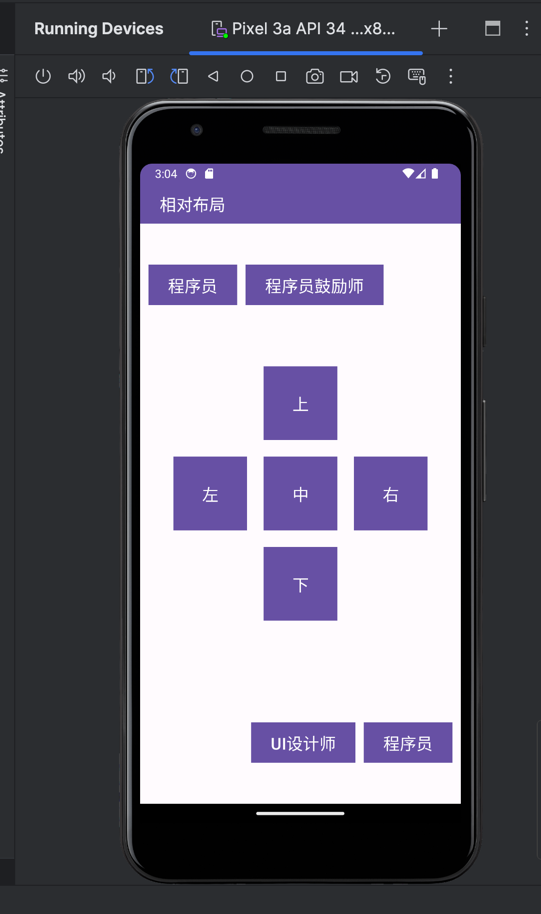 Running Devices
Pixel 3a API 34 ...x8...
Attributes
3:04
相对布局
程序员 程序员鼓励师
上
左 中 右
下
UI设计师 程序员